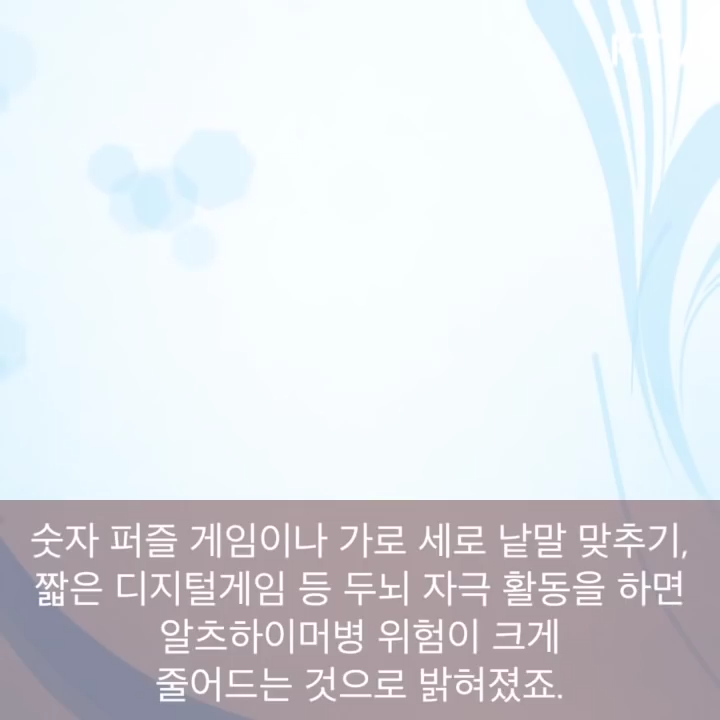 숫자 퍼즐 게임이나 가로 세로 낱말 맞추기,
짧은 디지털게임 등 두뇌 자극 활동을 하면
알츠하이머병 위험이 크게
줄어드는 것으로 밝혀졌죠.